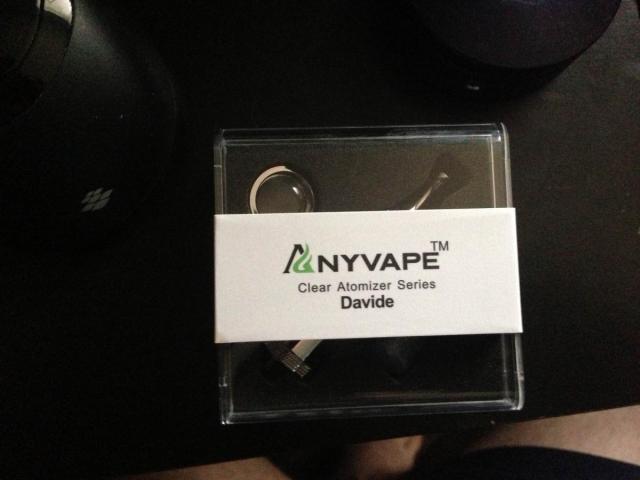 ANYVAPE™
Clear Atomizer Series
Davide